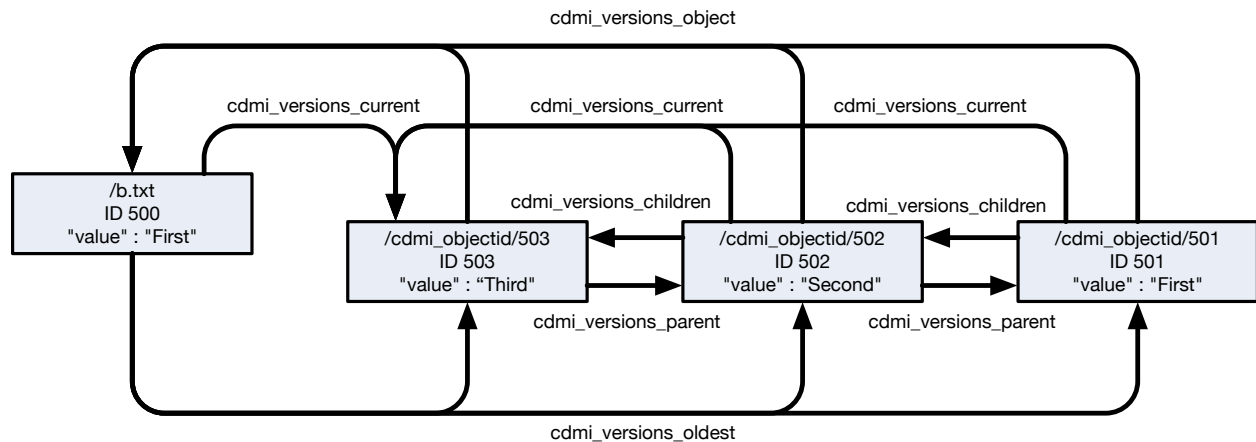 cdmi_versions_object
cdmi_versions_current
cdmi_versions_current
cdmi_versions_current
/b.txt
ID 500
"value" : "First"
cdmi_versions_children
cdmi_versions_children
/cdmi_objectid/503
ID 503
"value" : “Third"
/cdmi_objectid/502
ID 502
"value" : "Second"
/cdmi_objectid/501
ID 501
"value" : "First"
cdmi_versions_parent
cdmi_versions_parent
cdmi_versions_oldest